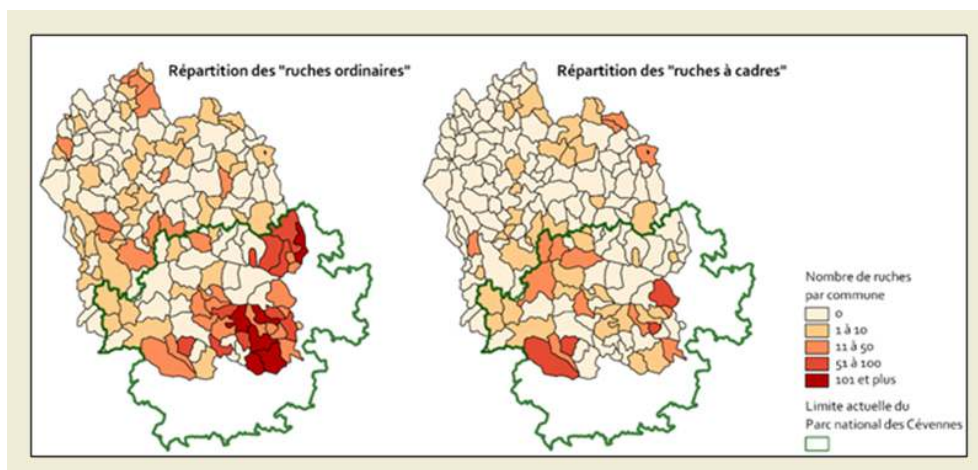 Répartition des "ruches ordinaires"
Répartition des "ruches à cadres"
Nombre de ruches
par commune
0
1 à 10
11 à 50
51 à 100
101 et plus
Limite actuelle du
Parc national des Cévennes